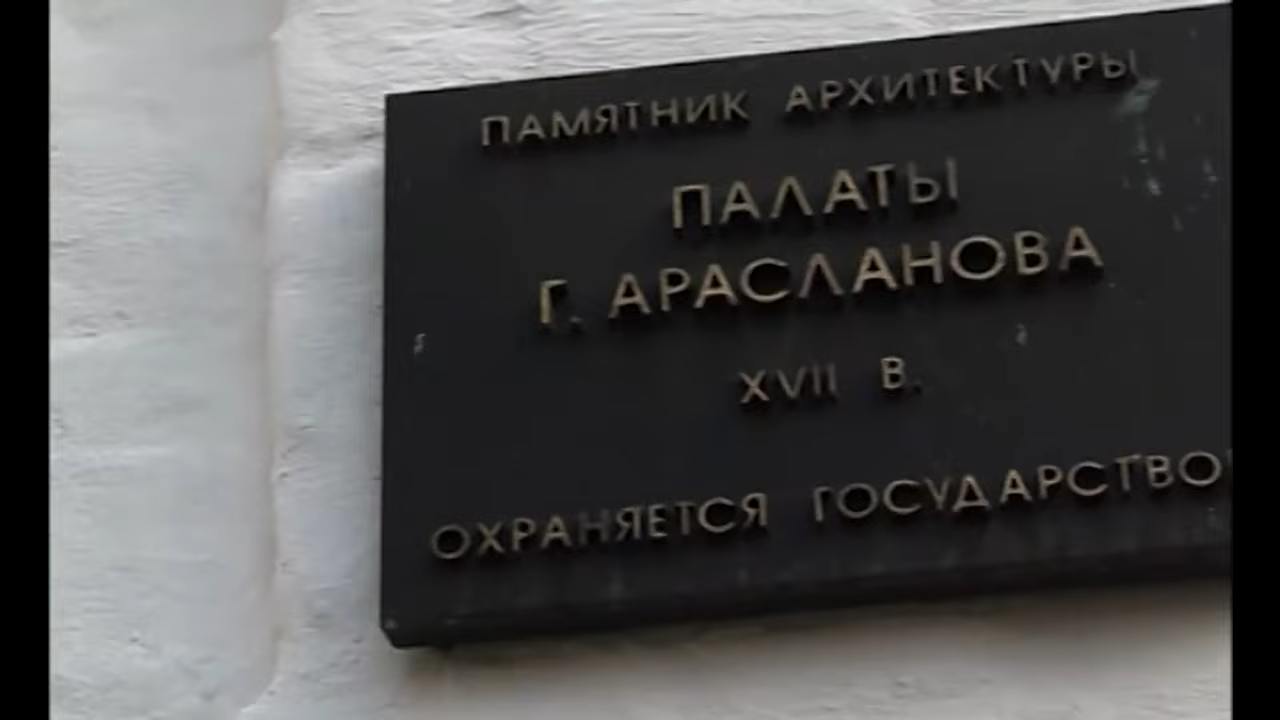 ПАМЯТНИК АРХИТЕКТУРЫ
ПАЛАТЫ
Г. АРАСЛАНОВА
XVII В.
ОХРАНЯЕТСЯ ГОСУДАРСТВО